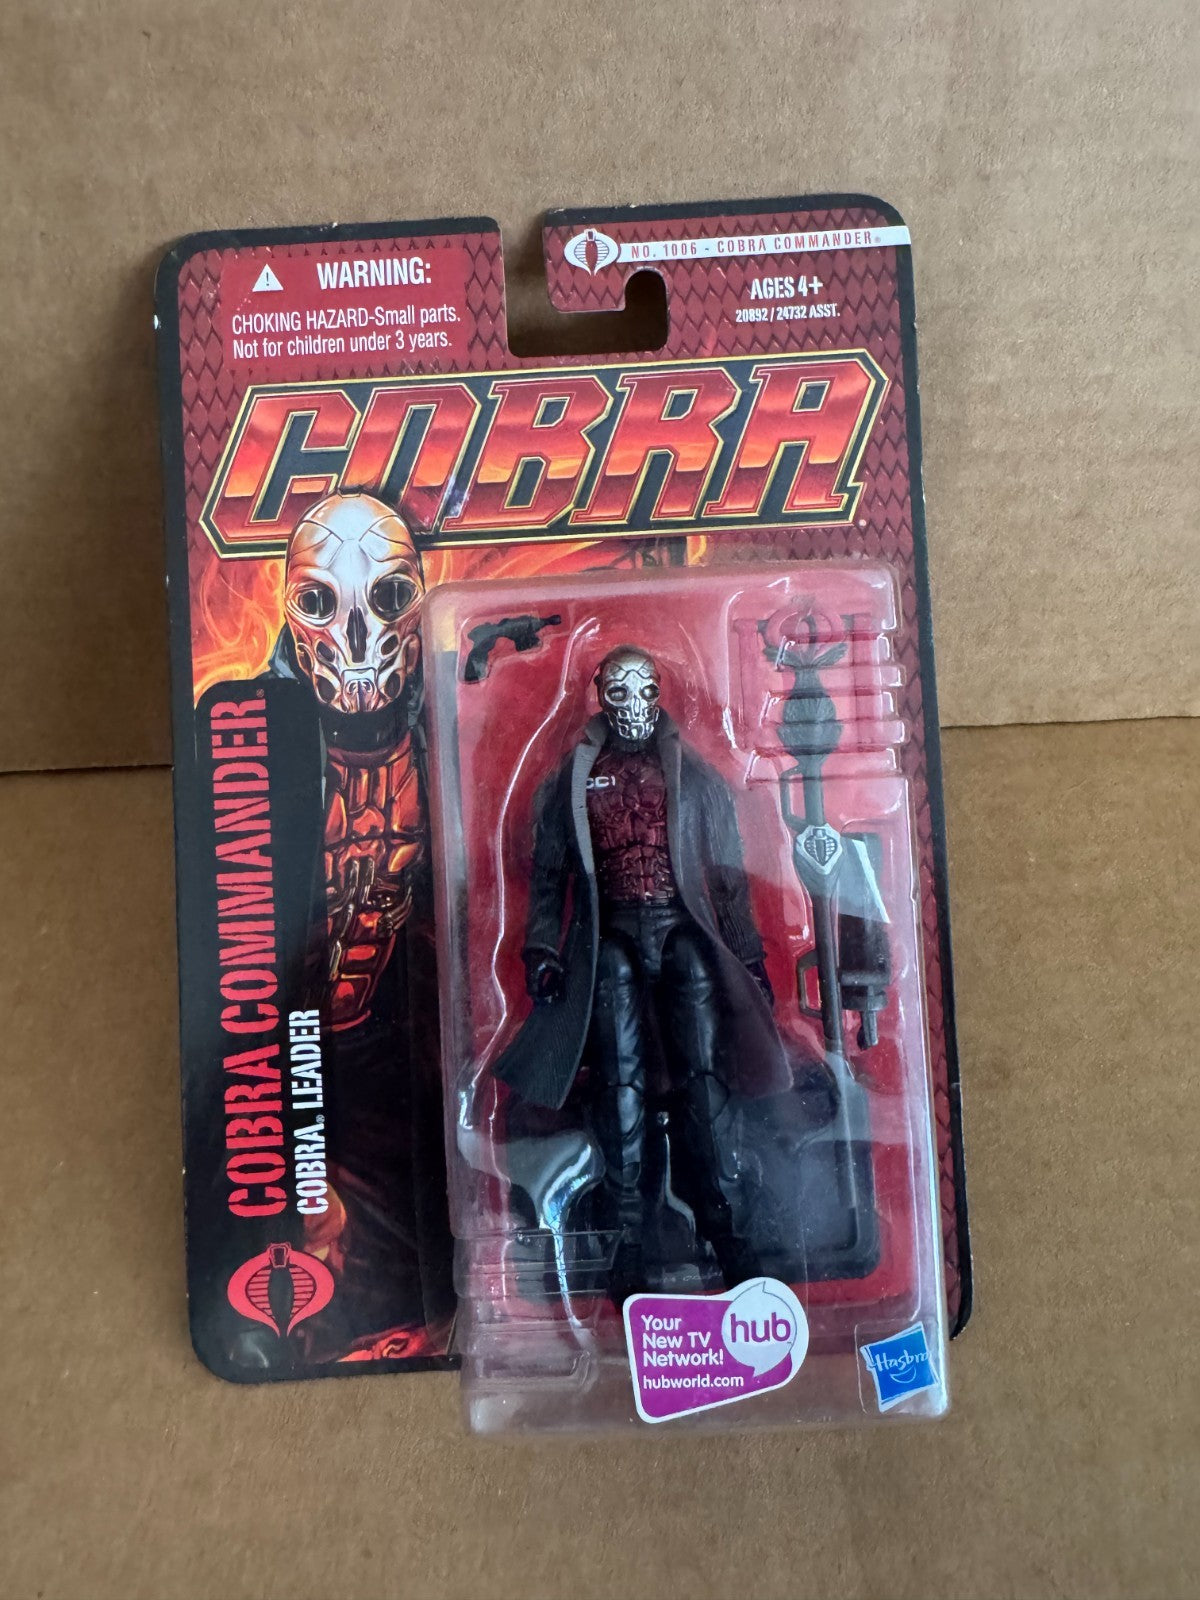 WARNING:
CHOKING HAZARD-Small parts.
Not for children under 3 years.
NO. 1006 - COBRA COMMANDER®
AGES 4+
20892 / 24732 ASST.
COBRA®
COBRA COMMANDER®
COBRA® LEADER
CC1
Your
New TV
Network!
hubworld.com
hub
Hasbro